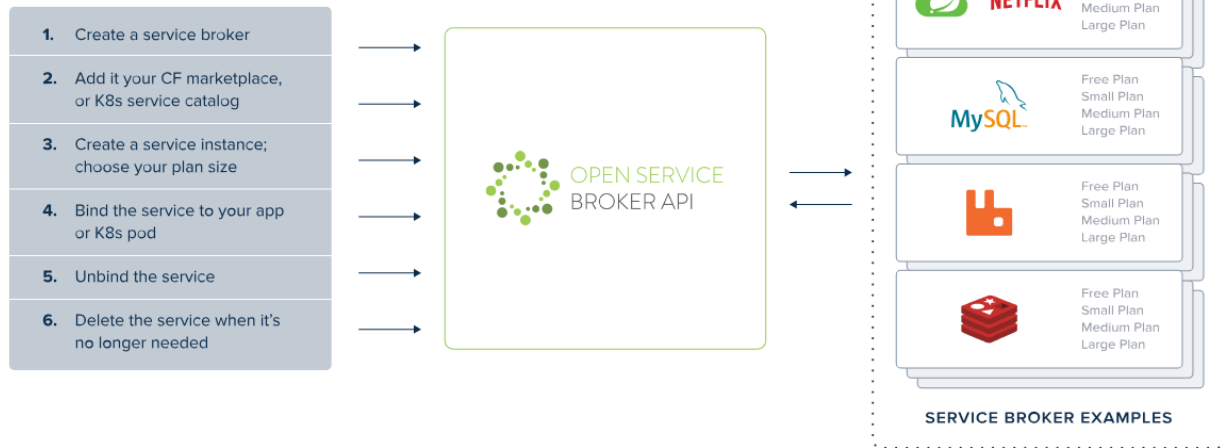 1. Create a service broker
2. Add it your CF marketplace,
or K8s service catalog
3. Create a service instance;
choose your plan size
4. Bind the service to your app
or K8s pod
5. Unbind the service
6. Delete the service when it's
no longer needed
OPEN SERVICE
BROKER API
NETFLIX
Medium Plan
Large Plan
MySQL
Free Plan
Small Plan
Medium Plan
Large Plan
Free Plan
Small Plan
Medium Plan
Large Plan
Free Plan
Small Plan
Medium Plan
Large Plan
SERVICE BROKER EXAMPLES